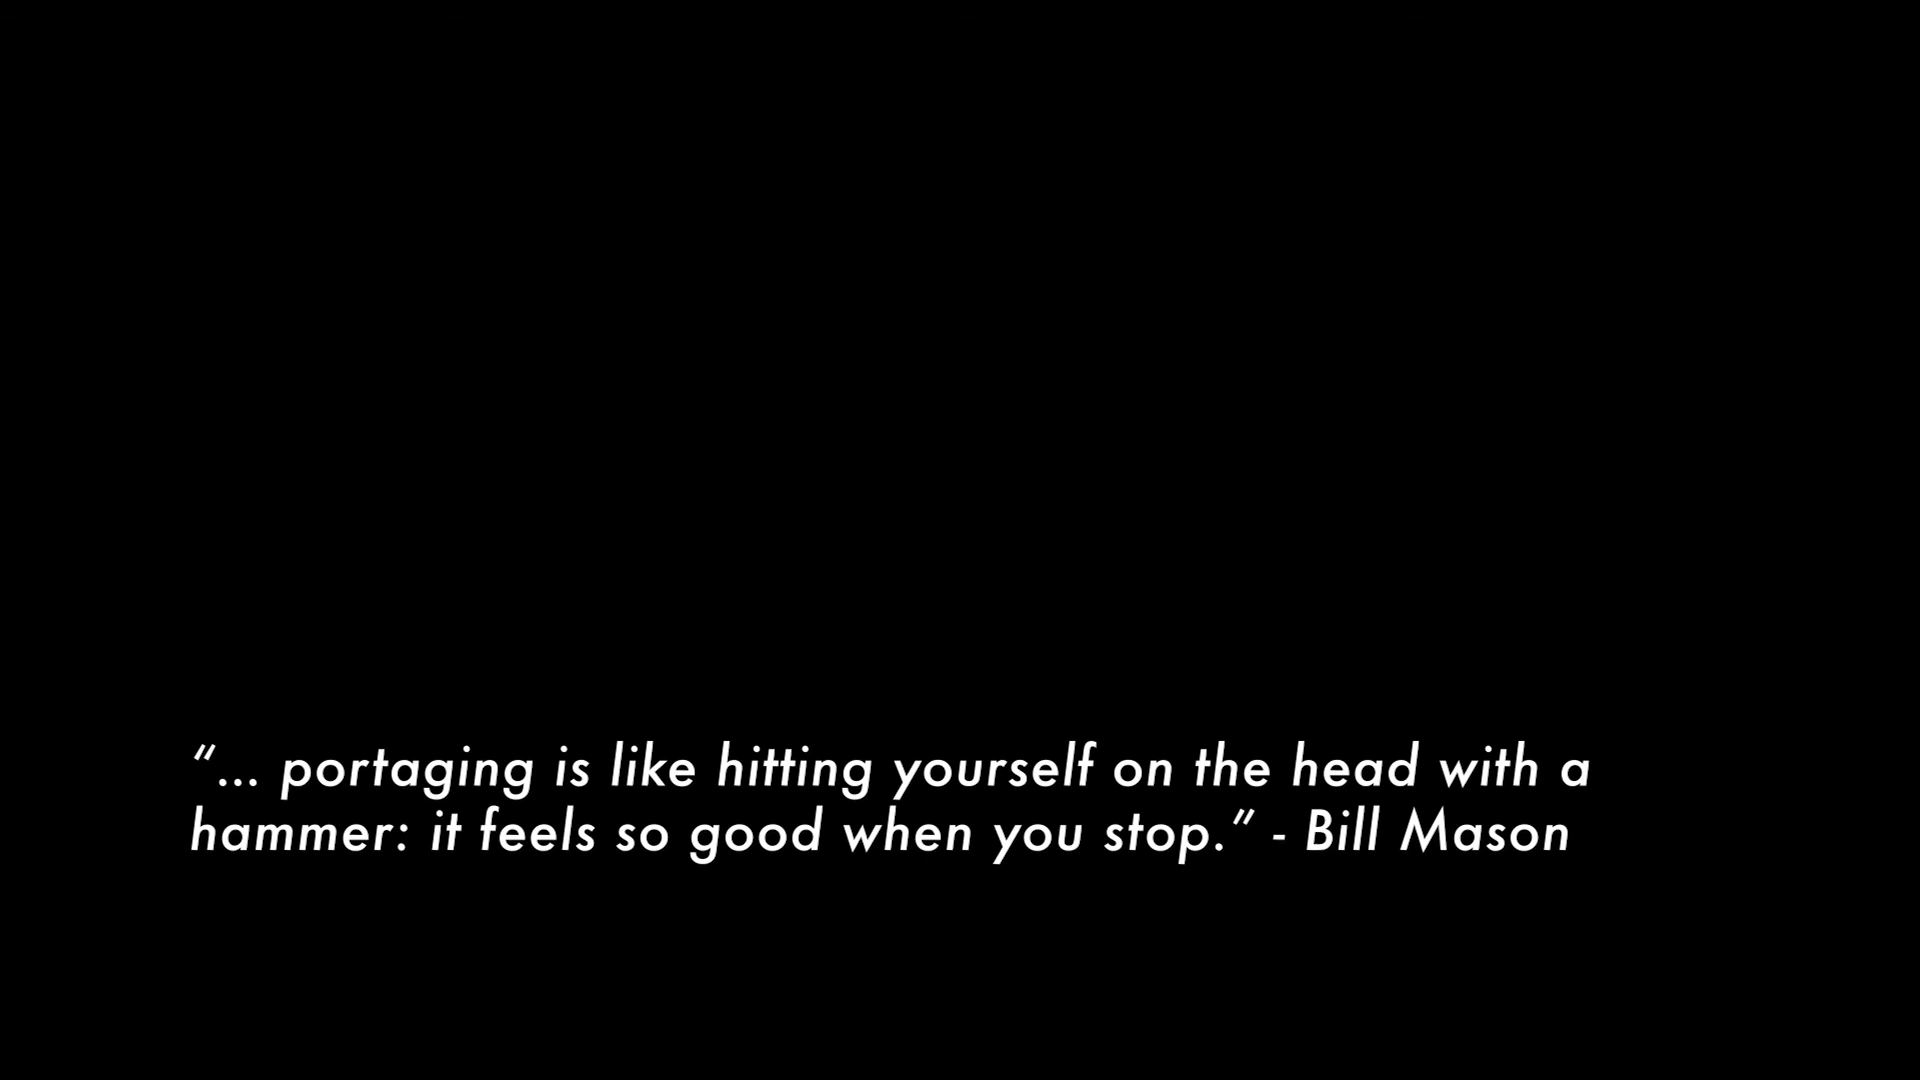 “... portaging is like hitting yourself on the head with a
hammer: it feels so good when you stop.” - Bill Mason